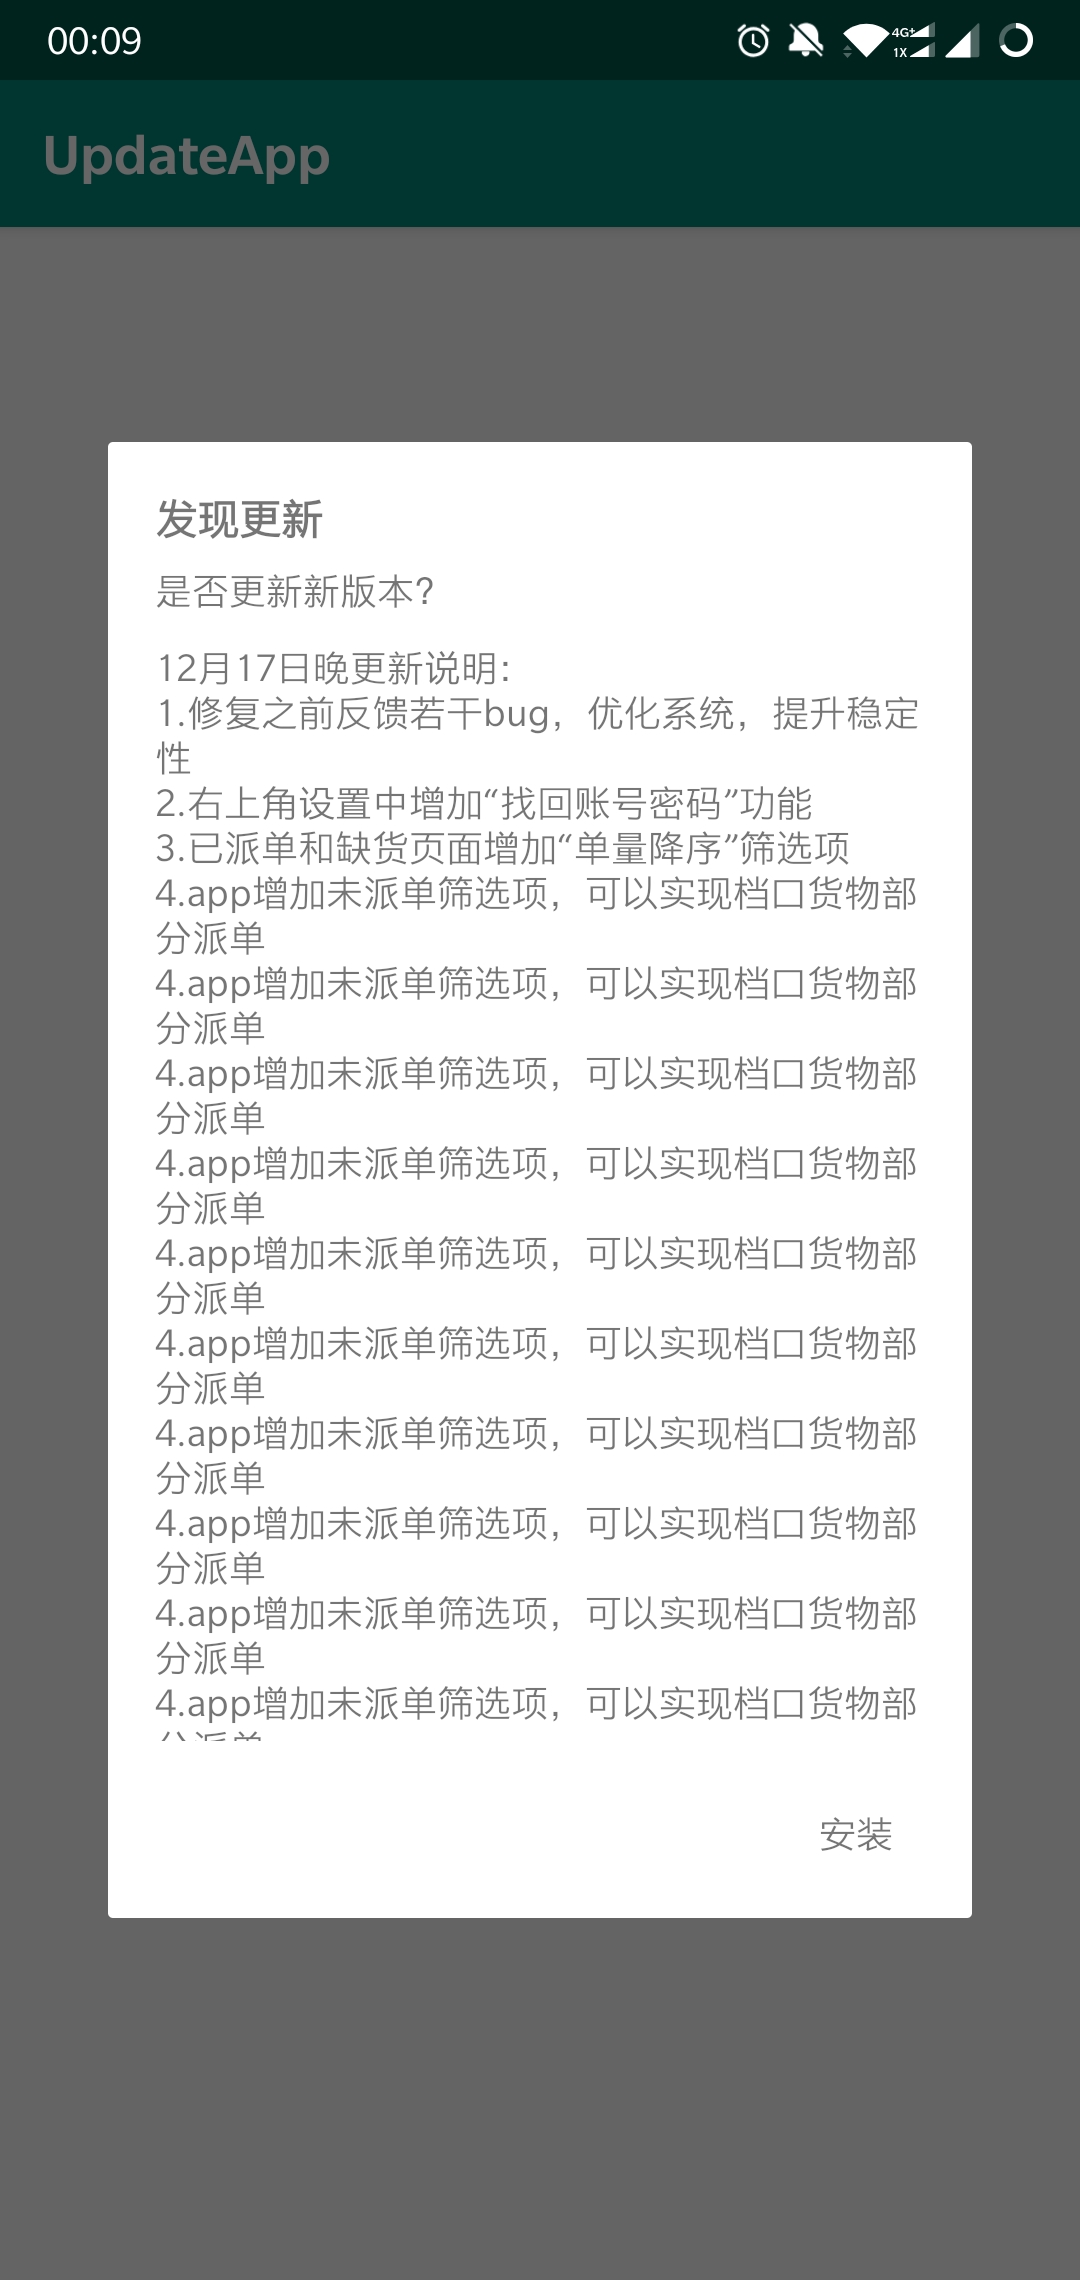 00:09
4G+
1X
UpdateApp
发现更新
是否更新新版本?
12月17日晚更新说明:
1.修复之前反馈若干bug，优化系统，提升稳定
性
2.右上角设置中增加“找回账号密码”功能
3.已派单和缺货页面增加“单量降序”筛选项
4.app增加未派单筛选项，可以实现档口货物部
分派单
4.app增加未派单筛选项，可以实现档口货物部
分派单
4.app增加未派单筛选项，可以实现档口货物部
分派单
4.app增加未派单筛选项，可以实现档口货物部
分派单
4.app增加未派单筛选项，可以实现档口货物部
分派单
4.app增加未派单筛选项，可以实现档口货物部
分派单
4.app增加未派单筛选项，可以实现档口货物部
分派单
4.app增加未派单筛选项，可以实现档口货物部
分派单
4.app增加未派单筛选项，可以实现档口货物部
分派单
4.app增加未派单筛选项，可以实现档口货物部
安装